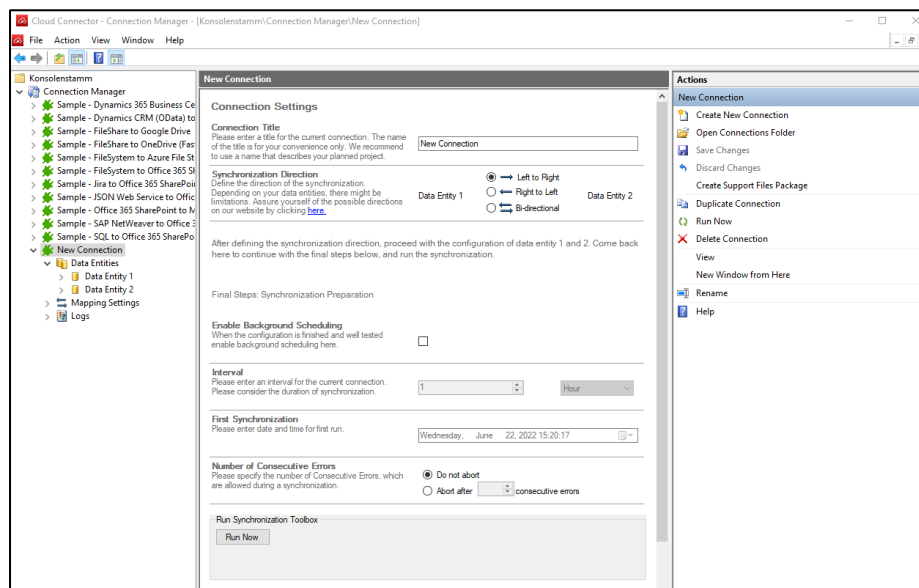 Cloud Connector - Connection Manager - [Konsolenstamm\Connection Manager\New Connection]
File Action View Window Help
Konsolenstamm
Connection Manager
Sample - Dynamics 365 Business Ce
Sample - Dynamics CRM (OData) to
Sample - FileShare to Google Drive
Sample - FileShare to OneDrive (Fas
Sample - FileSystem to Azure File St
Sample - FileSystem to Office 365 Sh
Sample - Jira to Office 365 SharePoi
Sample - JSON Web Service to Offic
Sample - Office 365 SharePoint to M
Sample - SAP NetWeaver to Office 3
Sample - SQL to Office 365 SharePo
New Connection
Data Entities
Data Entity 1
Data Entity 2
Mapping Settings
Logs
New Connection
Connection Settings
Connection Title
Please enter a title for the current connection. The name
of the title is for your convenience only. We recommend
to use a name that describes your planned project.
New Connection
Synchronization Direction
Define the direction of the synchronization.
Depending on your data entities, there might be
limitations. Assure yourself of the possible directions
on our website by clicking here.
Data Entity 1
Left to Right
Right to Left
Bi-directional
Data Entity 2
After defining the synchronization direction, proceed with the configuration of data entity 1 and 2. Come back
here to continue with the final steps below, and run the synchronization.
Final Steps: Synchronization Preparation
Enable Background Scheduling
When the configuration is finished and well tested
enable background scheduling here.
Interval
Please enter an interval for the current connection.
Please consider the duration of synchronization.
1
Hour
First Synchronization
Please enter date and time for first run.
Wednesday, June 22, 2022 15:20:17
Number of Consecutive Errors
Please specify the number of Consecutive Errors, which
are allowed during a synchronization.
Do not abort
Abort after consecutive errors
Run Synchronization Toolbox
Run Now
Actions
New Connection
Create New Connection
Open Connections Folder
Save Changes
Discard Changes
Create Support Files Package
Duplicate Connection
Run Now
Delete Connection
View
New Window from Here
Rename
Help